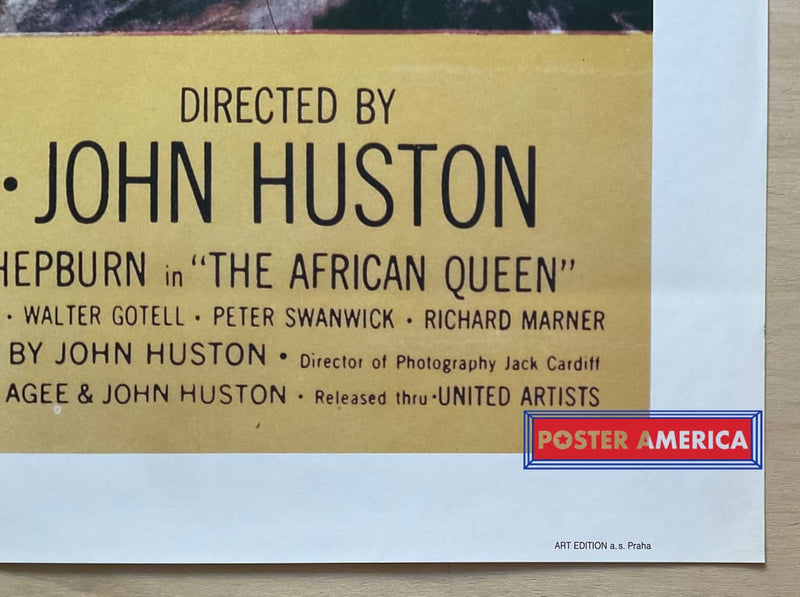 DIRECTED BY
• JOHN HUSTON
HEPBURN in "THE AFRICAN QUEEN"
• WALTER GOTELL • PETER SWANWICK • RICHARD MARNER
BY JOHN HUSTON • Director of Photography Jack Cardiff
AGEE & JOHN HUSTON • Released thru • UNITED ARTISTS
POSTER AMERICA
ART EDITION a. s. Praha